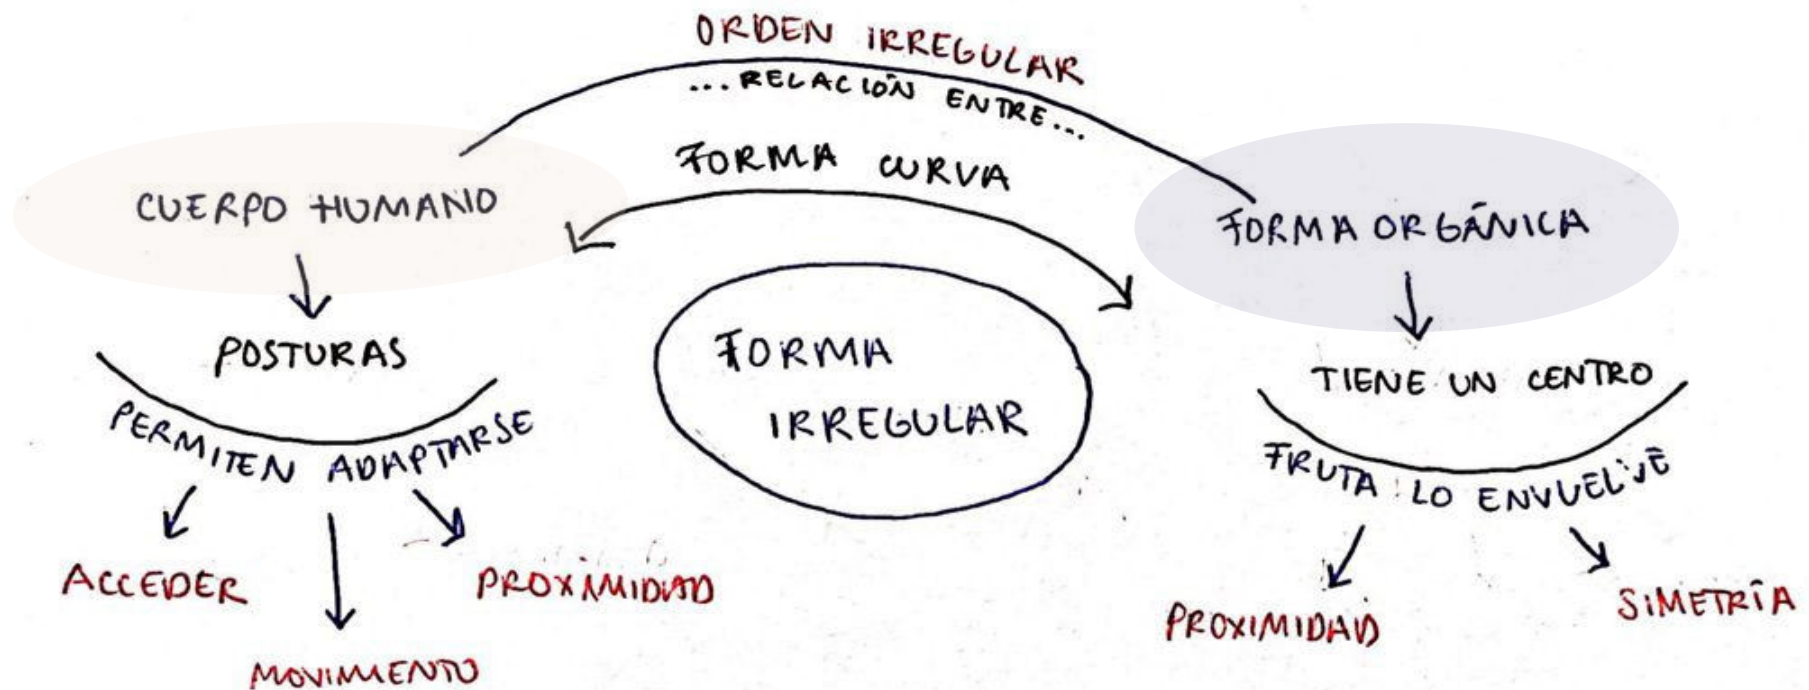 ORDEN IRREGULAR
...RELACIÓN ENTRE...
FORMA CURVA
CUERPO HUMANO
FORMA ORGÁNICA
POSTURAS
FORMA
IRREGULAR
TIENE UN CENTRO
PERMITEN ADAPTARSE
FRUTA LO ENVUELVE
ACCEDER
PROXIMIDAD
MOVIMIENTO
PROXIMIDAD
SIMETRÍA